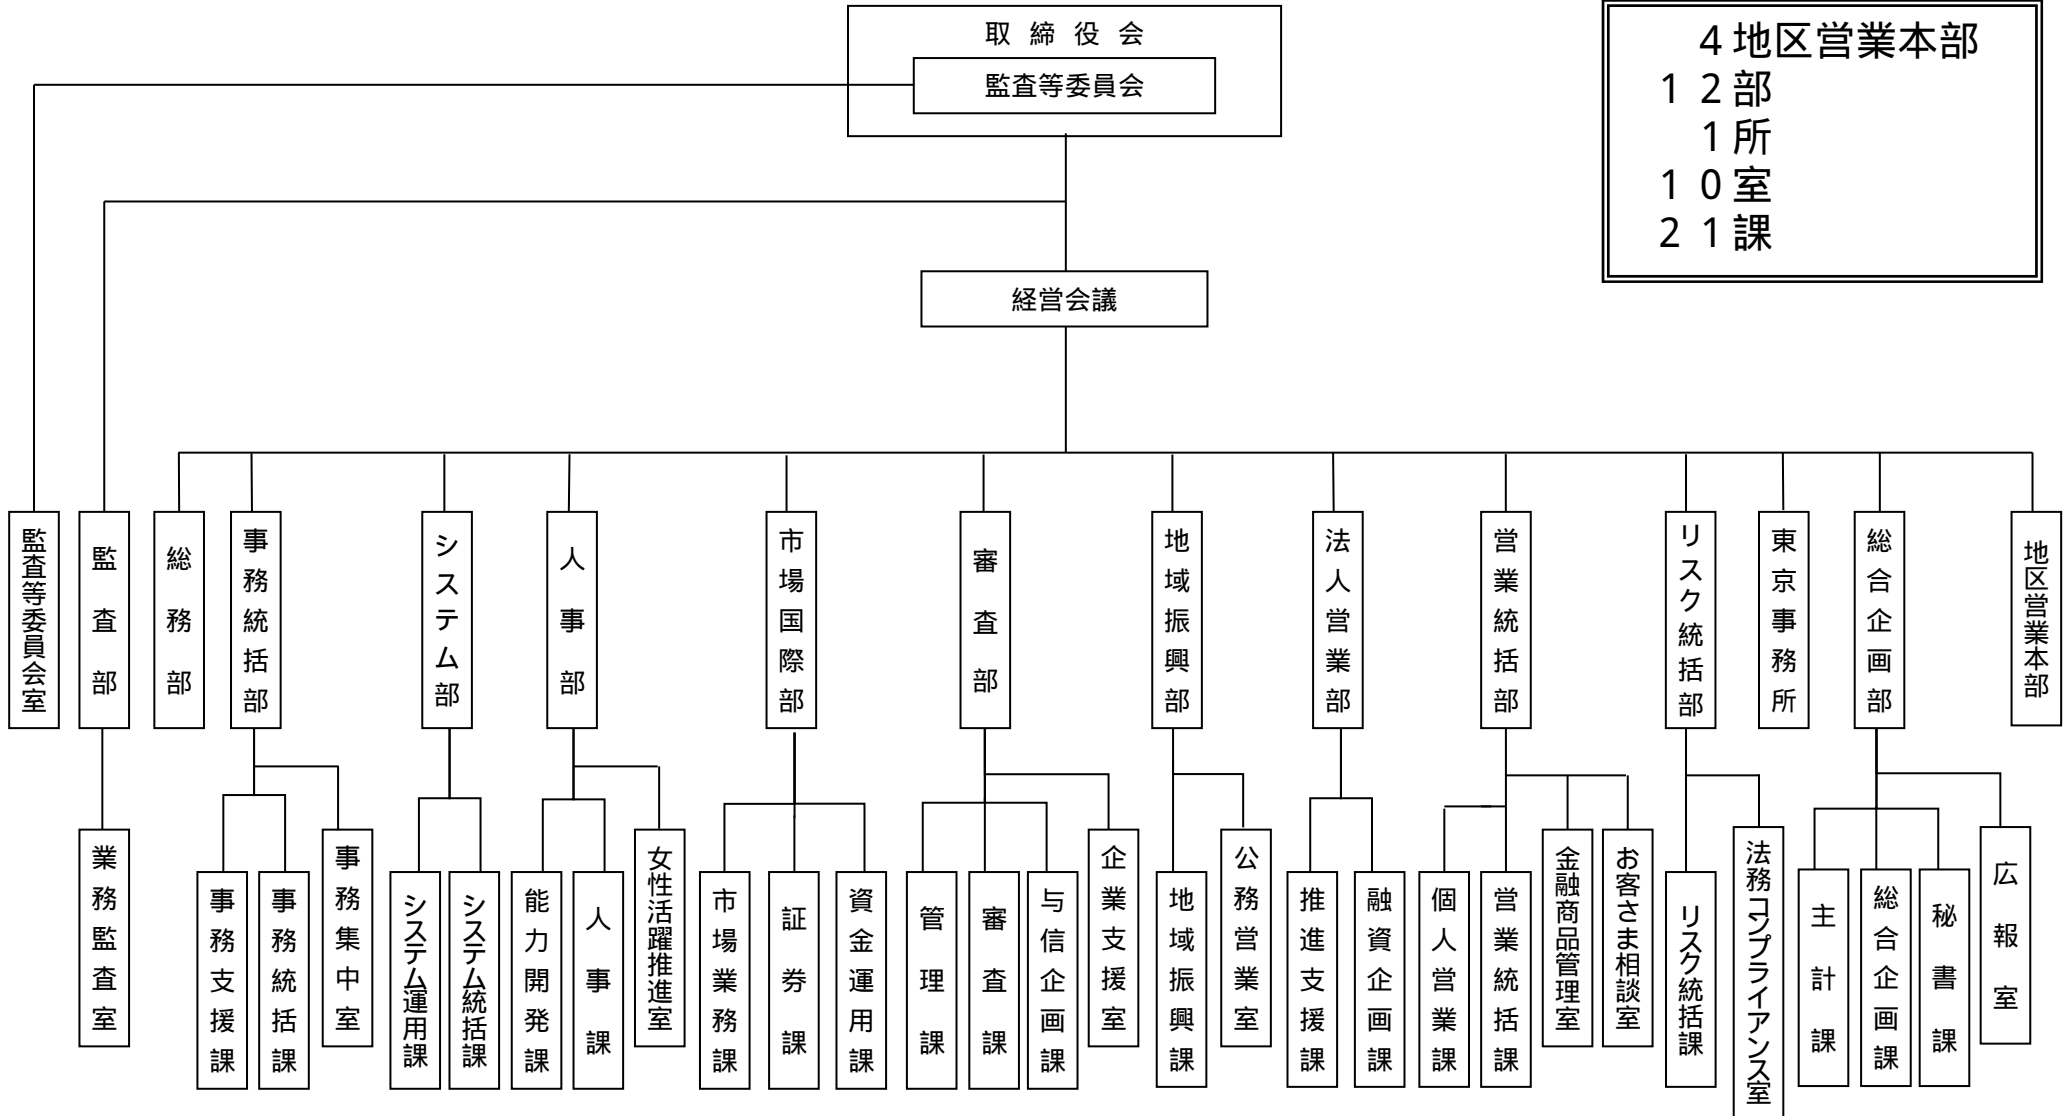 取締役会
監査等委員会
4地区営業本部
12部
1所
10室
21課
経営会議
監査等委員会室
監査部
総務部
事務統括部
システム部
人事部
市場国際部
審査部
地域振興部
法人営業部
営業統括部
リスク統括部
東京事務所
総合企画部
地区営業本部
業務監査室
事務支援課
事務統括課
事務集中室
システム運用課
システム統括課
能力開発課
人事課
女性活躍推進室
市場業務課
証券課
資金運用課
管理課
審査課
与信企画課
企業支援室
地域振興課
公務営業室
推進支援課
融資企画課
個人営業課
営業統括課
金融商品管理室
お客さま相談室
リスク統括課
法務コンプライアンス室
主計課
総合企画課
秘書課
広報室